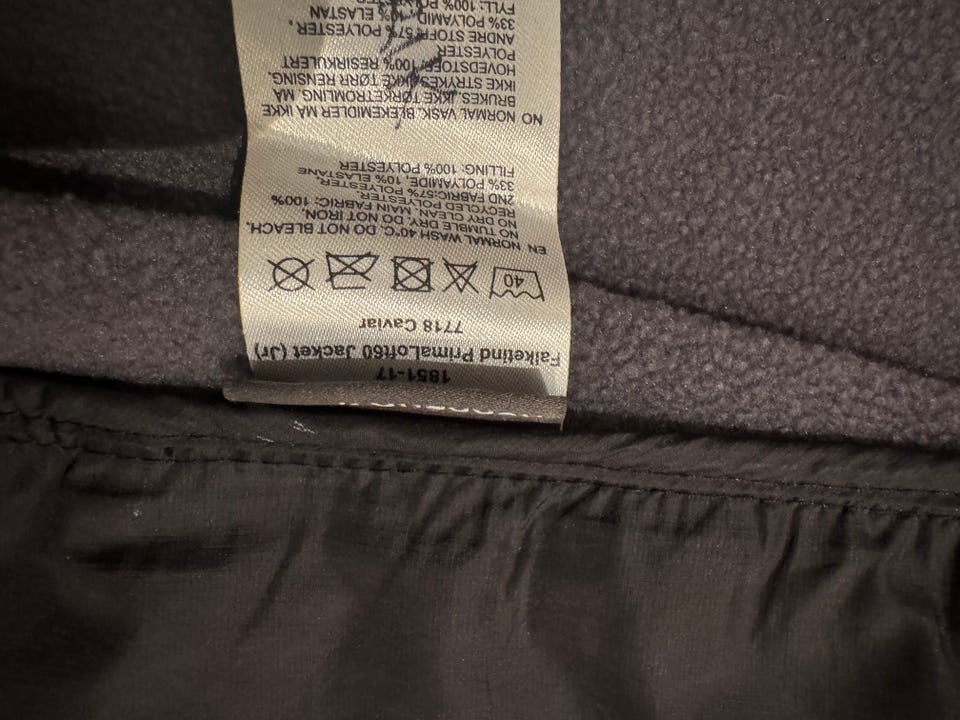 1851-17
Falketind PrimaLoft60 Jacket (Jr)
7718 Caviar
40
EN NORMAL WASH 40°C. DO NOT BLEACH.
NO TUMBLE DRY, DO NOT IRON,
DRY CLEAN, MAIN FABRIC: 100%
RECYCLED POLYESTER.
2ND FABRIC:57% POLYESTER,
33% POLYAMIDE, 10% ELASTANE
FILLING: 100% POLYESTER
NO NORMAL VASK. BLEKEMIDLER MÅ IKKE
BRUKES. IKKE TØRKETROMLING. MÅ
IKKE STRYKES. IKKE TØRR RENSING.
HOVEDSTOFF: 100% RESIRKULERT
POLYESTER
ANDRE STOFF: 57% POLYESTER,
33% POLYAMID, 10% ELASTAN
FYLL: 100%